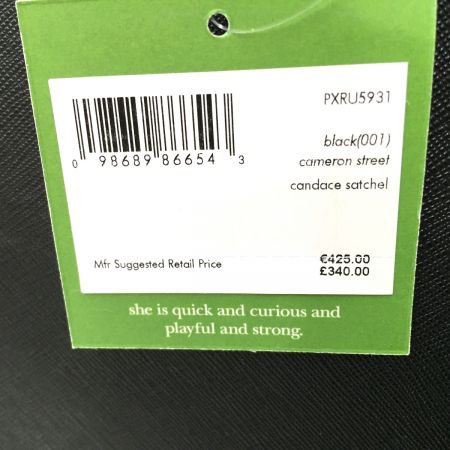 PXRU5931
0 98689 86654 3
black(001)
cameron street
candace satchel
Mfr Suggested Retail Price
€425.00
£340.00
she is quick and curious and
playful and strong.